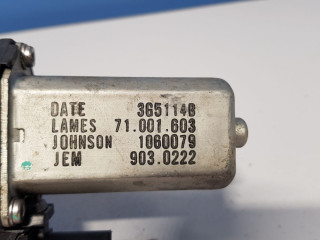 DATE 3G5114B
LAMES 71.001.603
JOHNSON 1060079
JEM 903.0222